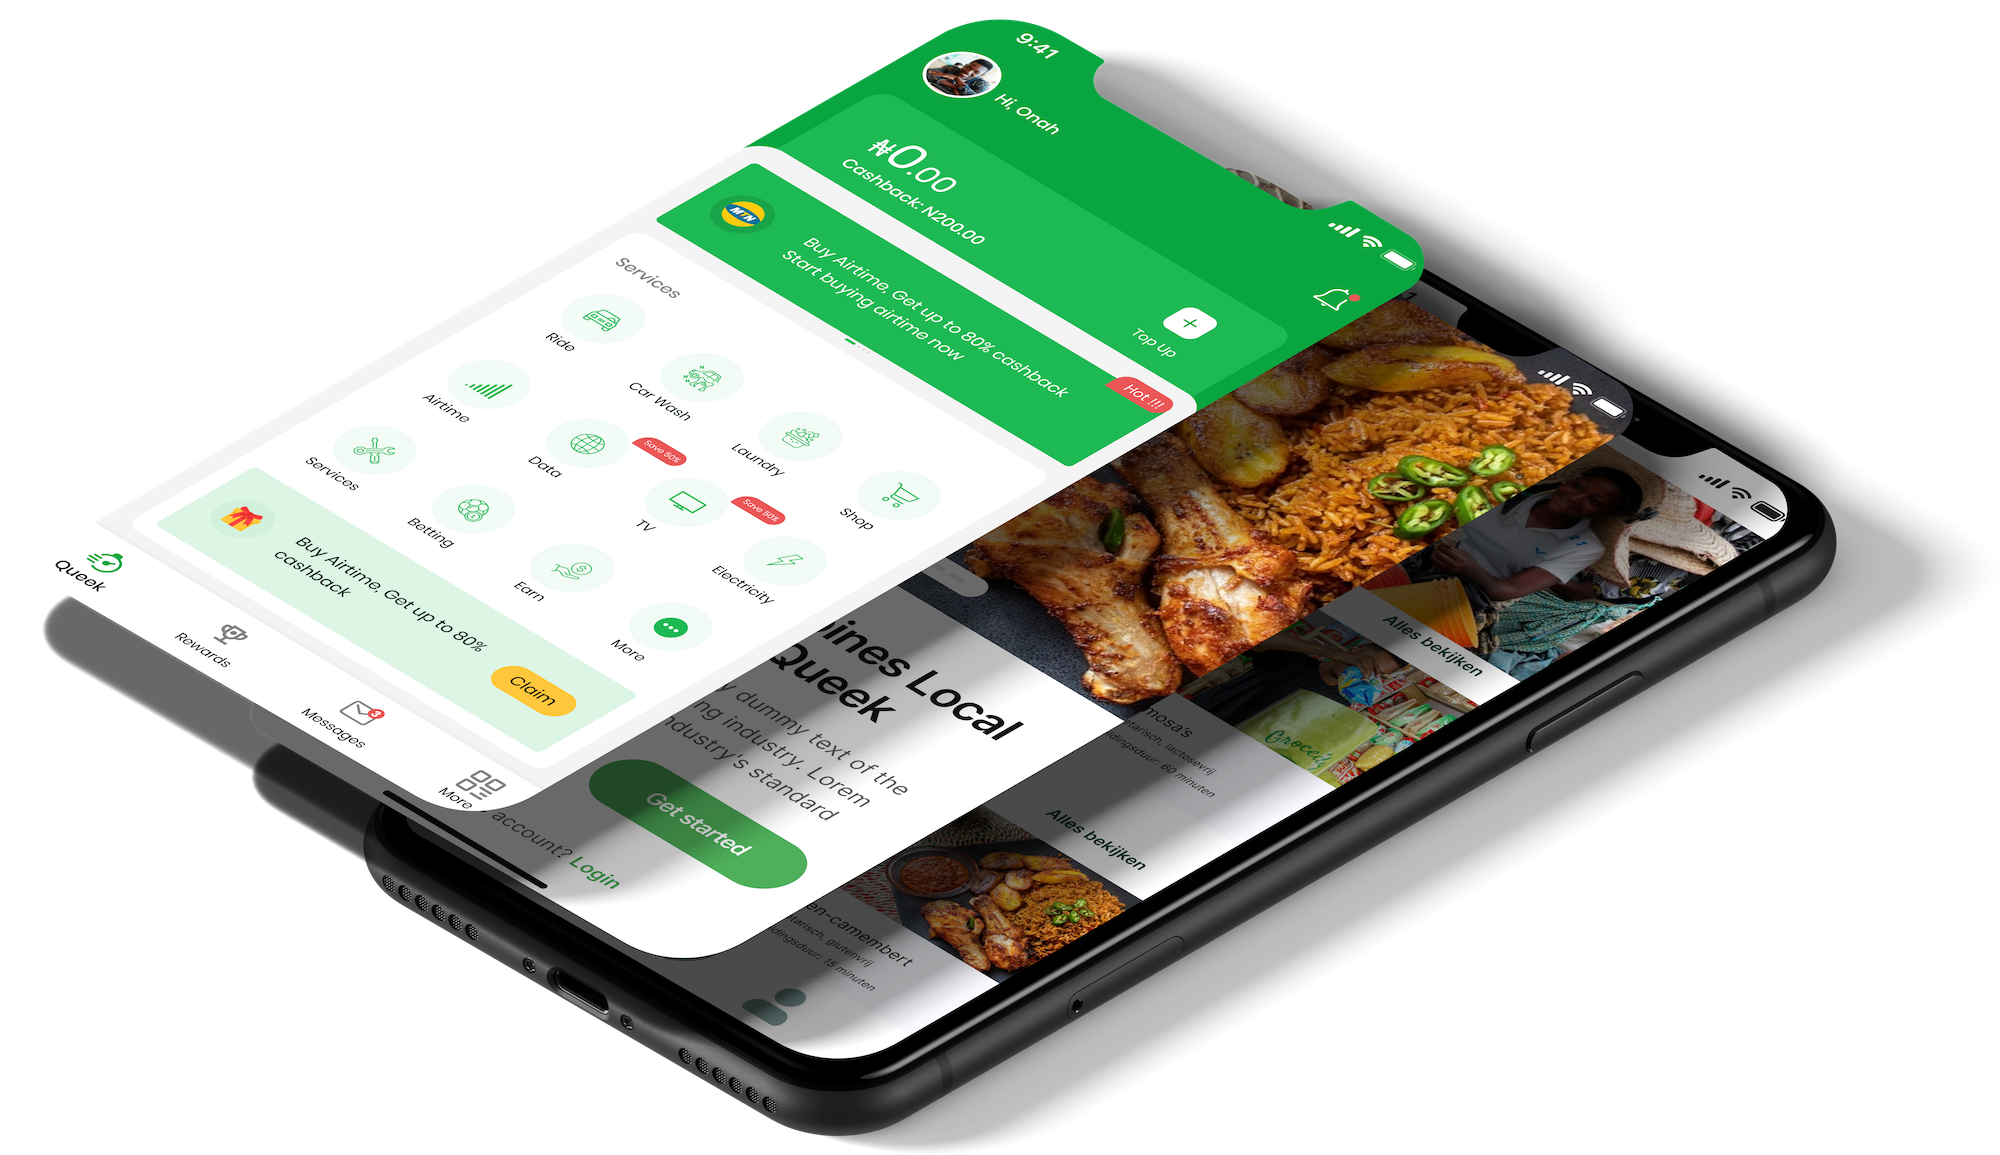 9:41
Hi, Onah
₦0.00
Cashback: N200.00
Top Up
MTN
Buy Airtime, Get up to 80% cashback
Start buying airtime now
Hot !!!
Services
Ride
Car Wash
Laundry
Shop
Airtime
Data
Save 50%
TV
Save 50%
Electricity
Services
Betting
Earn
More
Buy Airtime, Get up to 80%
cashback
Claim
Queek
Rewards
Messages
3
More
ines Local
Queek
y dummy text of the
ng industry. Lorem
ndustry's standard
Get started
account? Login
Alles bekijken
Grocery
mosa's
tarisch, lactosevrij
dingsduur: 60 minuten
Alles bekijken
en-camembert
tarisch, glutenvrij
dingsduur: 15 minuten